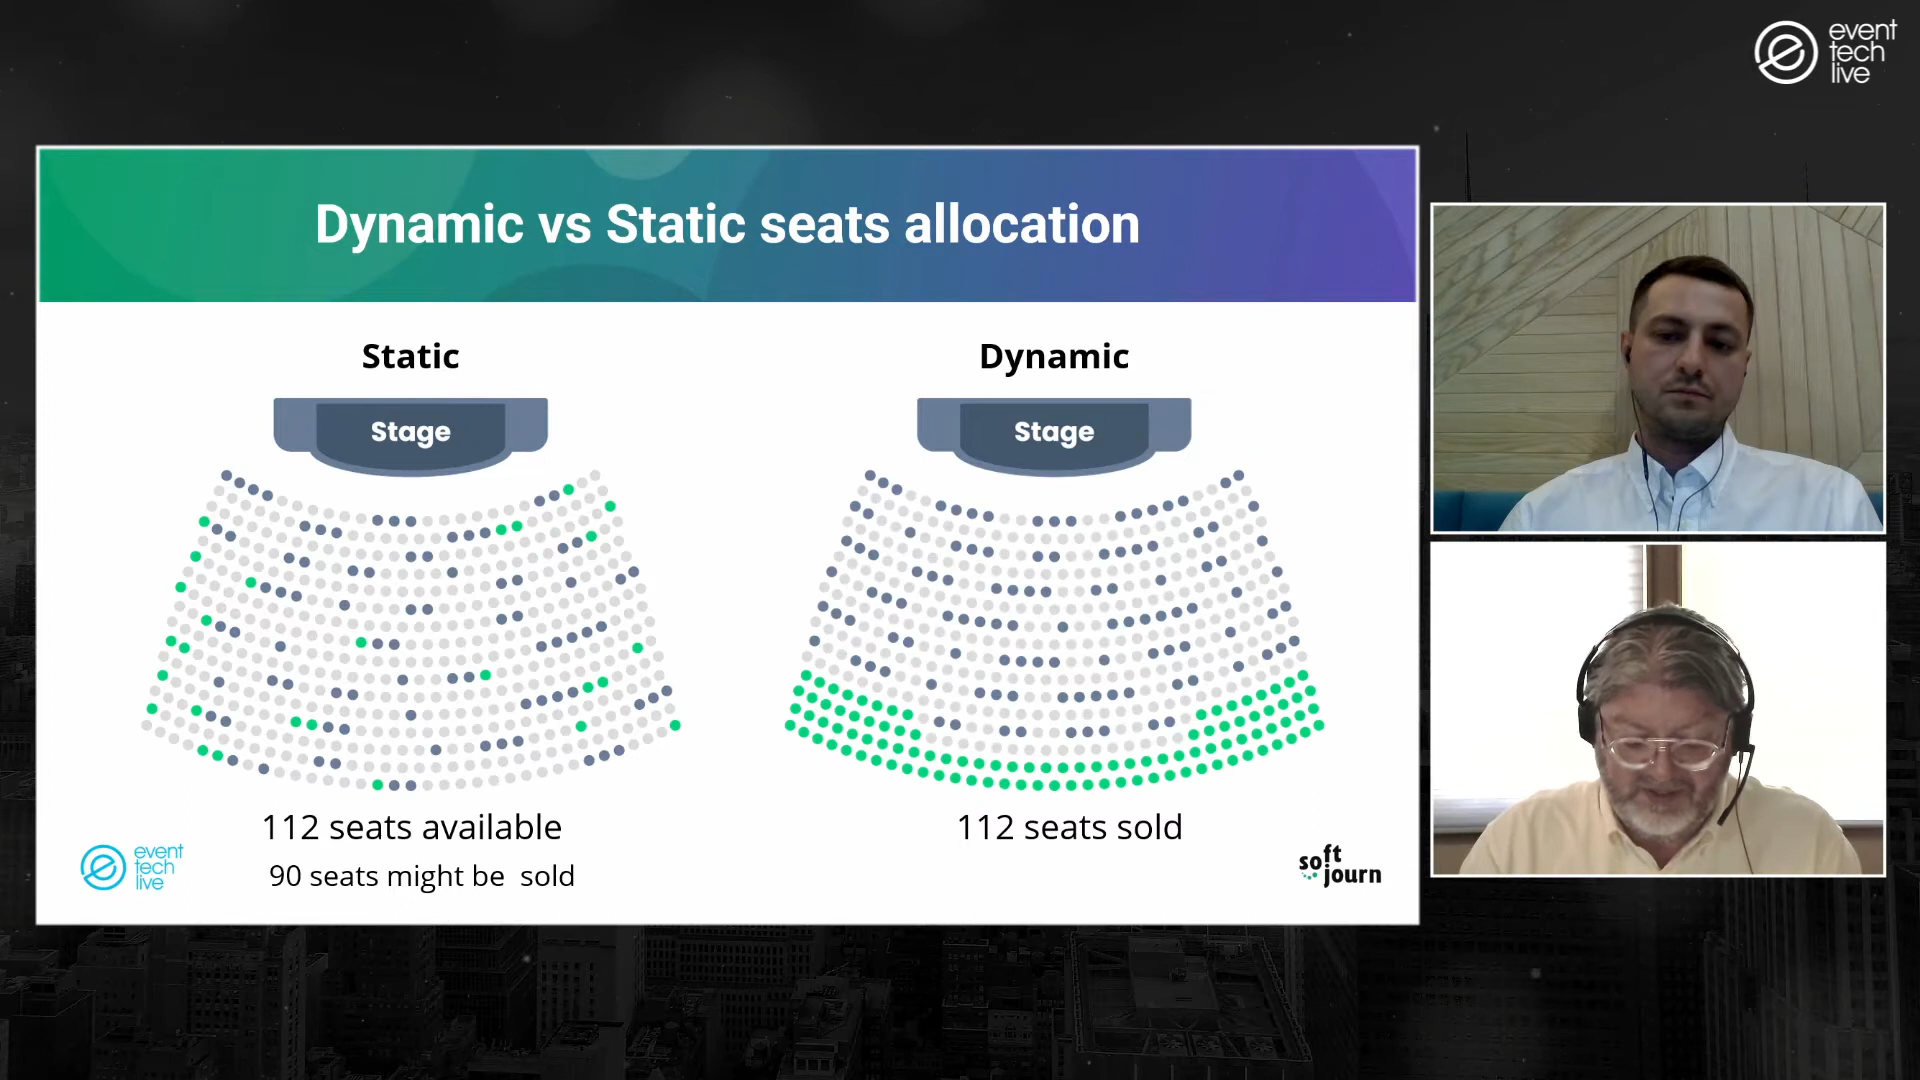 event
tech
live
Dynamic vs Static seats allocation
Static
Dynamic
Stage
Stage
112 seats available
90 seats might be sold
112 seats sold
event
tech
live
soft
journ